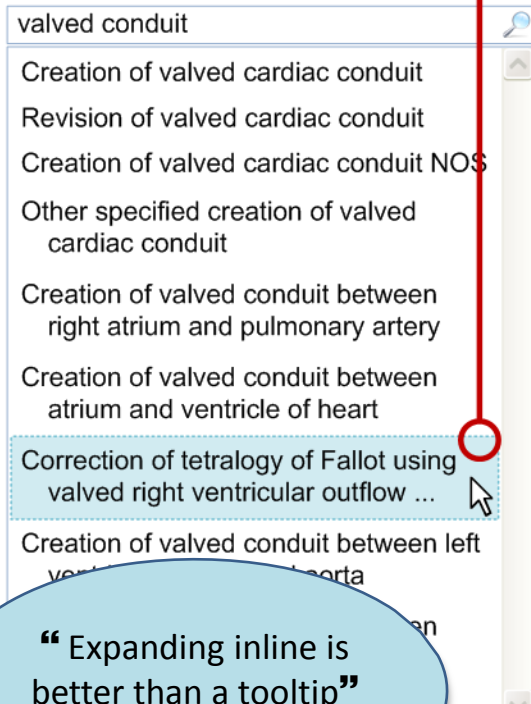 valved conduit
Creation of valved cardiac conduit
Revision of valved cardiac conduit
Creation of valved cardiac conduit NOS
Other specified creation of valved
cardiac conduit
Creation of valved conduit between
right atrium and pulmonary artery
Creation of valved conduit between
atrium and ventricle of heart
Correction of tetralogy of Fallot using
valved right ventricular outflow ...
Creation of valved conduit between left
“ Expanding inline is
better than a tooltip”